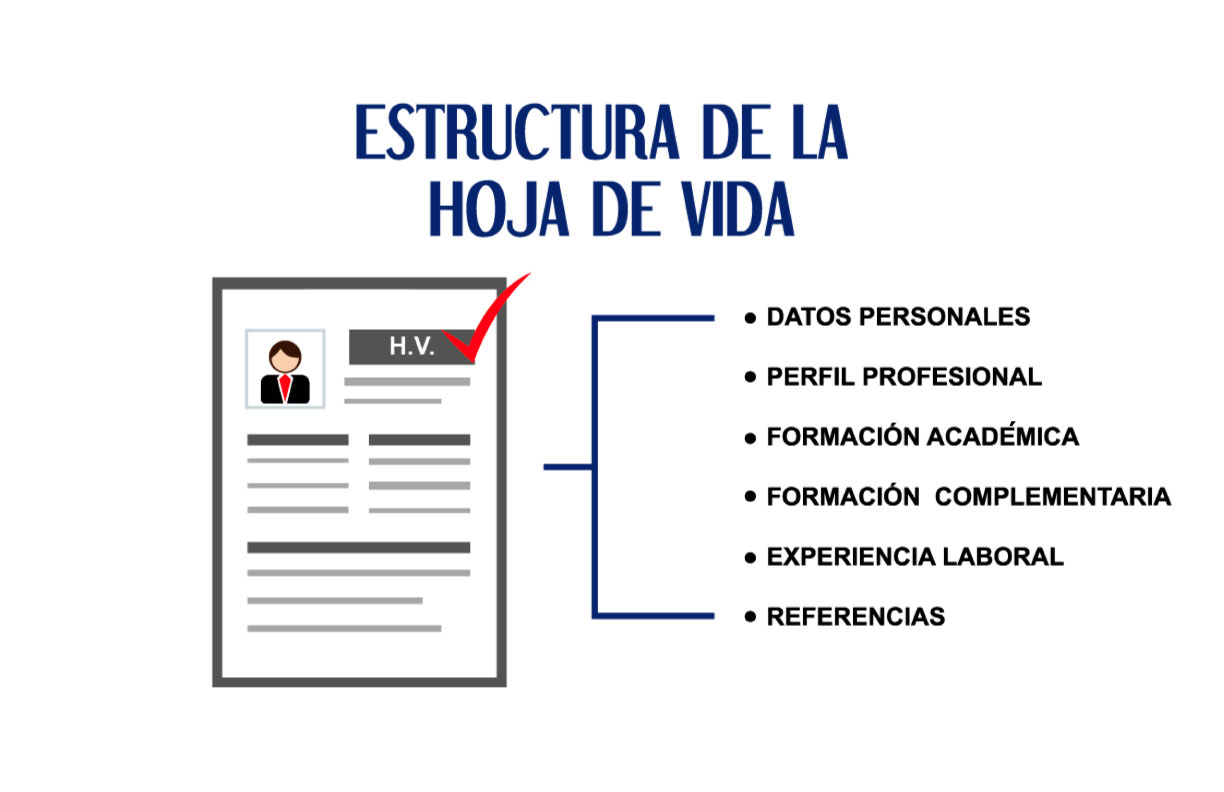 ESTRUCTURA DE LA
HOJA DE VIDA
H.V.
• DATOS PERSONALES
• PERFIL PROFESIONAL
• FORMACIÓN ACADÉMICA
• FORMACIÓN COMPLEMENTARIA
• EXPERIENCIA LABORAL
• REFERENCIAS